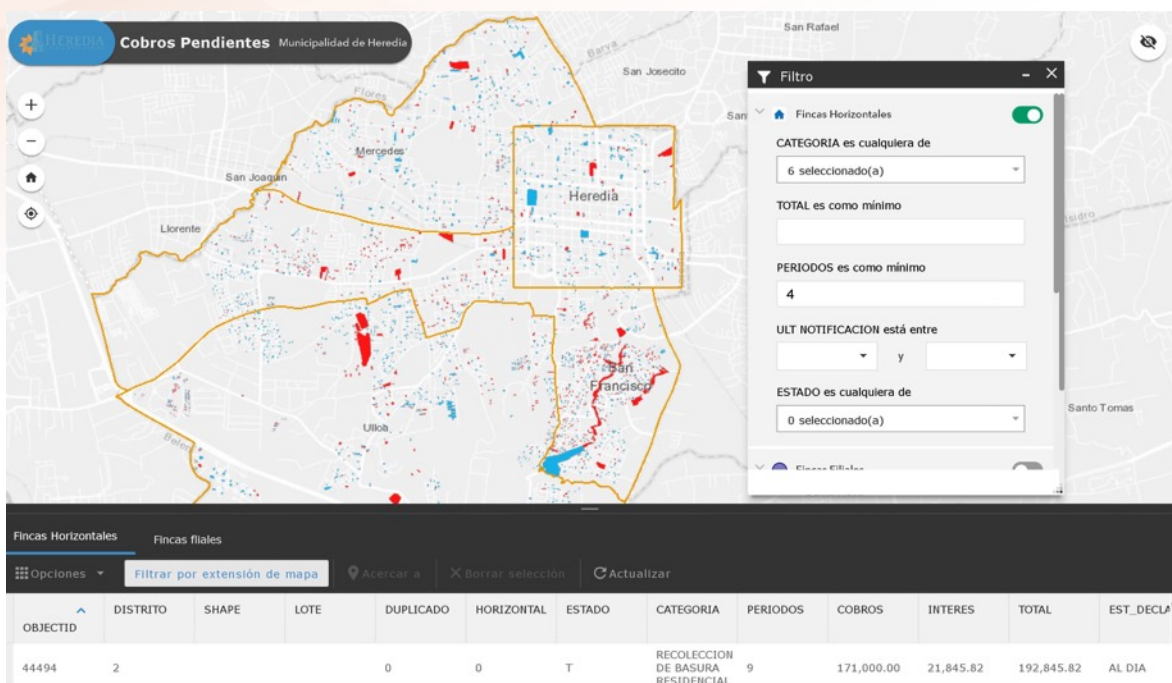 HEREDIA
Cobros Pendientes Municipalidad de Heredia
San Rafael
Barva
San Josecito
Flores
Mercedes
San Joaquin
Heredia
Llorente
San
Francisco
Ulloa
Belen
Santo Tomas
Filtro
Fincas Horizontales
CATEGORIA es cualquiera de
6 seleccionado(a)
TOTAL es como mínimo
PERIODOS es como mínimo
4
ULT NOTIFICACION está entre
y
ESTADO es cualquiera de
0 seleccionado(a)
Fincas Filiales
Fincas Horizontales Fincas fliales
Opciones Filtrar por extensión de mapa Acercar a Borrar selección Actualizar
OBJECTID DISTRITO SHAPE LOTE DUPLICADO HORIZONTAL ESTADO CATEGORIA PERIODOS COBROS INTERES TOTAL EST_DECLA
44494 2 0 0 T RECOLECCION DE BASURA RESIDENCIAL 9 171,000.00 21,845.82 192,845.82 AL DIA